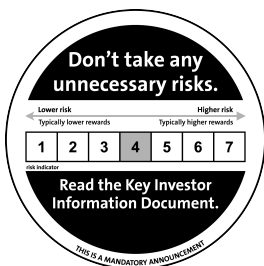 Don’t take any
unnecessary risks.
Lower risk Higher risk
Typically lower rewards Typically higher rewards
1 2 3 4 5 6 7
risk indicator
Read the Key Investor
Information Document.
THIS IS A MANDATORY ANNOUNCEMENT